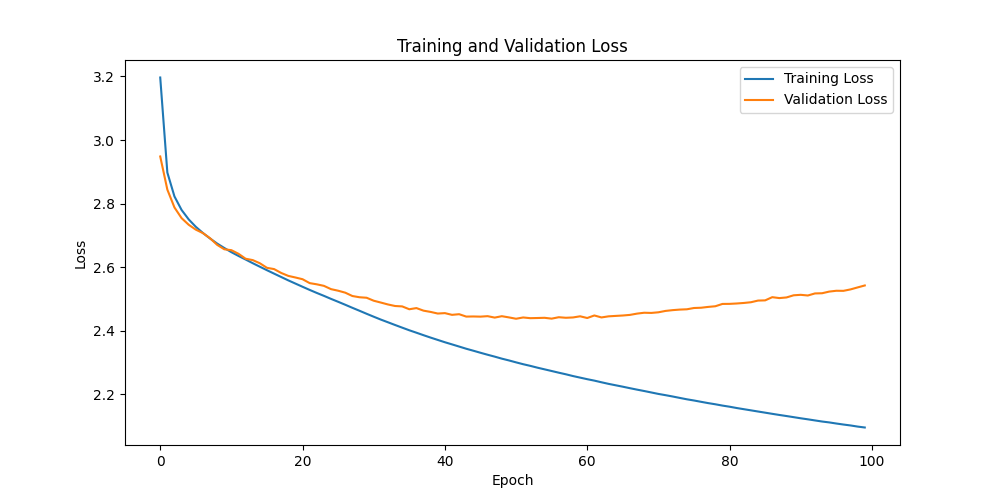 Training and Validation Loss
Training Loss
Validation Loss
3.2
3.0
2.8
2.6
2.4
2.2
Loss
0 20 40 60 80 100
Epoch